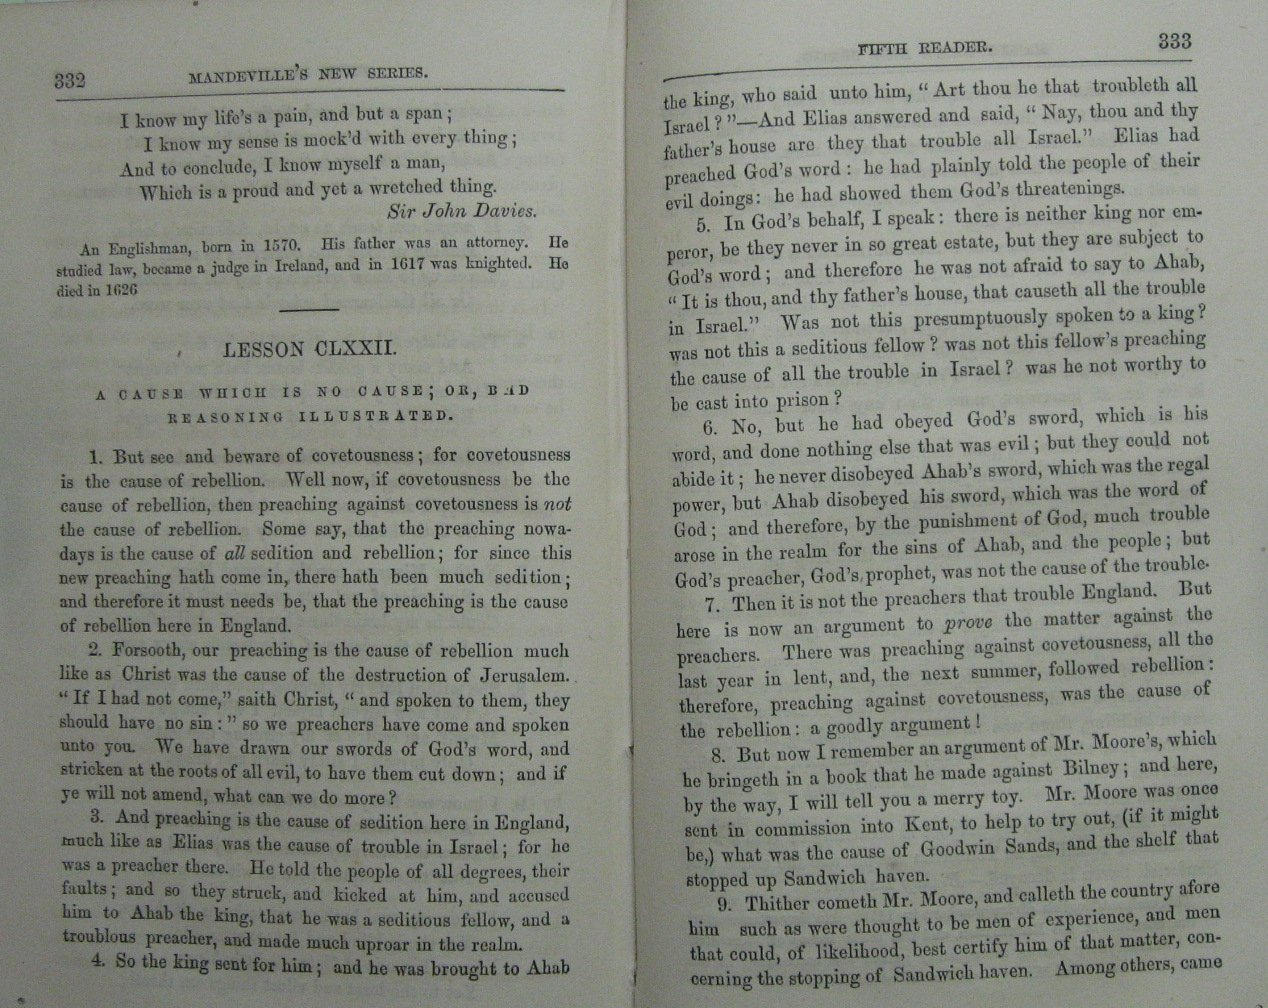 332
MANDEVILLE'S NEW SERIES.
I know my life's a pain, and but a span;
I know my sense is mock'd with every thing;
And to conclude, I know myself a man,
Which is a proud and yet a wretched thing.
Sir John Davies.
An Englishman, born in 1570. His father was an attorney. He
studied law, became a judge in Ireland, and in 1617 was knighted. He
died in 1626
LESSON CLXXII.
A CAUSE WHICH IS NO CAUSE; OR, BAD
REASONING ILLUSTRATED.
1. But see and beware of covetousness; for covetousness
is the cause of rebellion. Well now, if covetousness be the
cause of rebellion, then preaching against covetousness is not
the cause of rebellion. Some say, that the preaching nowa-
days is the cause of all sedition and rebellion; for since this
new preaching hath come in, there hath been much sedition;
and therefore it must needs be, that the preaching is the cause
of rebellion here in England.
2. Forsooth, our preaching is the cause of rebellion much
like as Christ was the cause of the destruction of Jerusalem.
"If I had not come," saith Christ, "and spoken to them, they
should have no sin:" so we preachers have come and spoken
unto you. We have drawn our swords of God's word, and
stricken at the roots of all evil, to have them cut down; and if
ye will not amend, what can we do more?
3. And preaching is the cause of sedition here in England,
much like as Elias was the cause of trouble in Israel; for he
was a preacher there. He told the people of all degrees, their
faults; and so they struck, and kicked at him, and accused
him to Ahab the king, that he was a seditious fellow, and a
troublous preacher, and made much uproar in the realm.
4. So the king sent for him; and he was brought to Ahab
FIFTH READER.
333
the king, who said unto him, "Art thou he that troubleth all
Israel?"—And Elias answered and said, "Nay, thou and thy
father's house are they that trouble all Israel." Elias had
preached God's word: he had plainly told the people of their
evil doings: he had showed them God's threatenings.
5. In God's behalf, I speak: there is neither king nor em-
peror, be they never in so great estate, but they are subject to
God's word; and therefore he was not afraid to say to Ahab,
"It is thou, and thy father's house, that causeth all the trouble
in Israel." Was not this presumptuously spoken to a king?
was not this a seditious fellow? was not this fellow's preaching
the cause of all the trouble in Israel? was he not worthy to
be cast into prison?
6. No, but he had obeyed God's sword, which is his
word, and done nothing else that was evil; but they could not
abide it; he never disobeyed Ahab's sword, which was the regal
power, but Ahab disobeyed his sword, which was the word of
God; and therefore, by the punishment of God, much trouble
arose in the realm for the sins of Ahab, and the people; but
God's preacher, God's prophet, was not the cause of the trouble.
7. Then it is not the preachers that trouble England. But
here is now an argument to prove the matter against the
preachers. There was preaching against covetousness, all the
last year in lent, and, the next summer, followed rebellion:
therefore, preaching against covetousness, was the cause of
the rebellion: a goodly argument!
8. But now I remember an argument of Mr. Moore's, which
he bringeth in a book that he made against Bilney; and here,
by the way, I will tell you a merry toy. Mr. Moore was once
sent in commission into Kent, to help to try out, (if it might
be,) what was the cause of Goodwin Sands, and the shelf that
stopped up Sandwich haven.
9. Thither cometh Mr. Moore, and calleth the country afore
him such as were thought to be men of experience, and men
that could, of likelihood, best certify him of that matter, con-
cerning the stopping of Sandwich haven. Among others, came